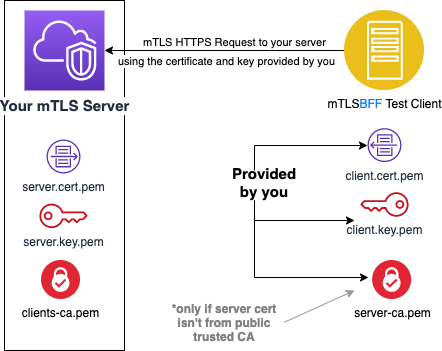 mTLS HTTPS Request to your server
using the certificate and key provided by you
Your mTLS Server
mTLSBFF Test Client
server.cert.pem
server.key.pem
clients-ca.pem
Provided
by you
client.cert.pem
client.key.pem
server-ca.pem
*only if server cert
isn't from public
trusted CA